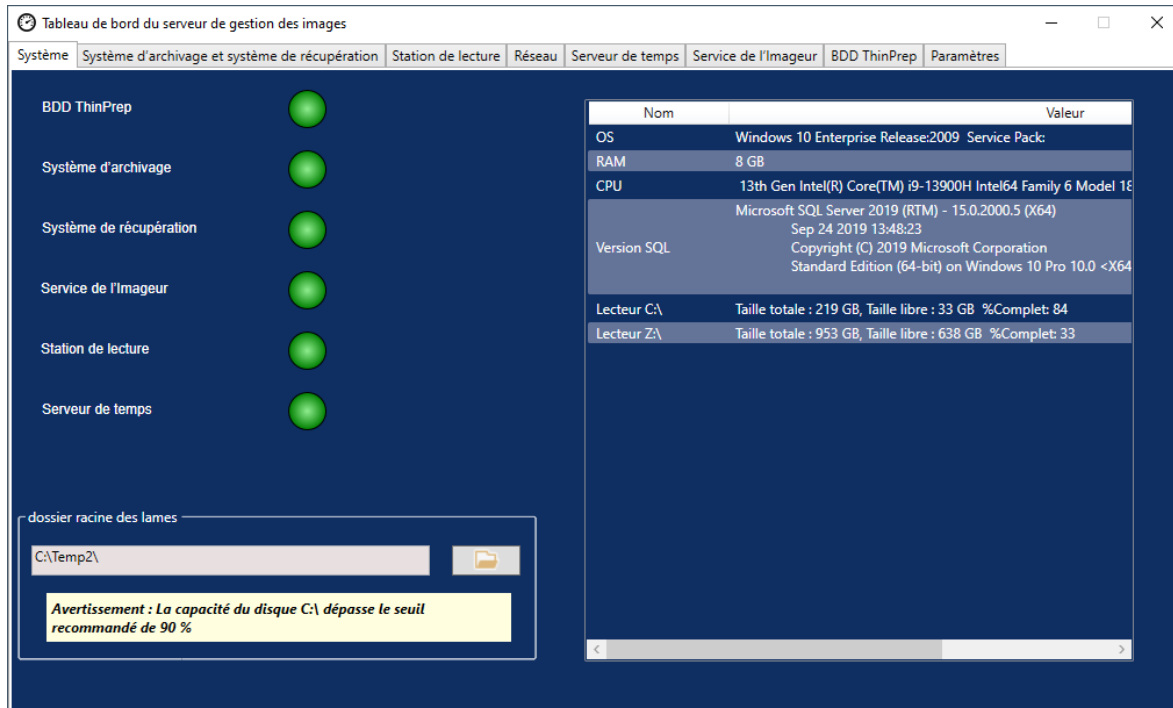 Tableau de bord du serveur de gestion des images
Système Système d'archivage et système de récupération Station de lecture Réseau Serveur de temps Service de l'Imageur BDD ThinPrep Paramètres
BDD ThinPrep
Système d'archivage
Système de récupération
Service de l'Imageur
Station de lecture
Serveur de temps
dossier racine des lames
C:\Temp2\
Avertissement : La capacité du disque C:\ dépasse le seuil
recommandé de 90 %
Nom Valeur
OS Windows 10 Enterprise Release:2009 Service Pack:
RAM 8 GB
CPU 13th Gen Intel(R) Core(TM) i9-13900H Intel64 Family 6 Model 18
Microsoft SQL Server 2019 (RTM) - 15.0.2000.5 (X64)
Sep 24 2019 13:48:23
Version SQL Copyright (C) 2019 Microsoft Corporation
Standard Edition (64-bit) on Windows 10 Pro 10.0 <X64
Lecteur C:\ Taille totale : 219 GB, Taille libre : 33 GB %Complet: 84
Lecteur Z:\ Taille totale : 953 GB, Taille libre : 638 GB %Complet: 33